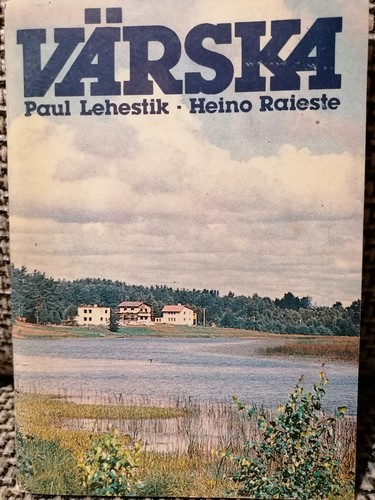 VÄRSKA
Paul Lehestik · Heino Raieste